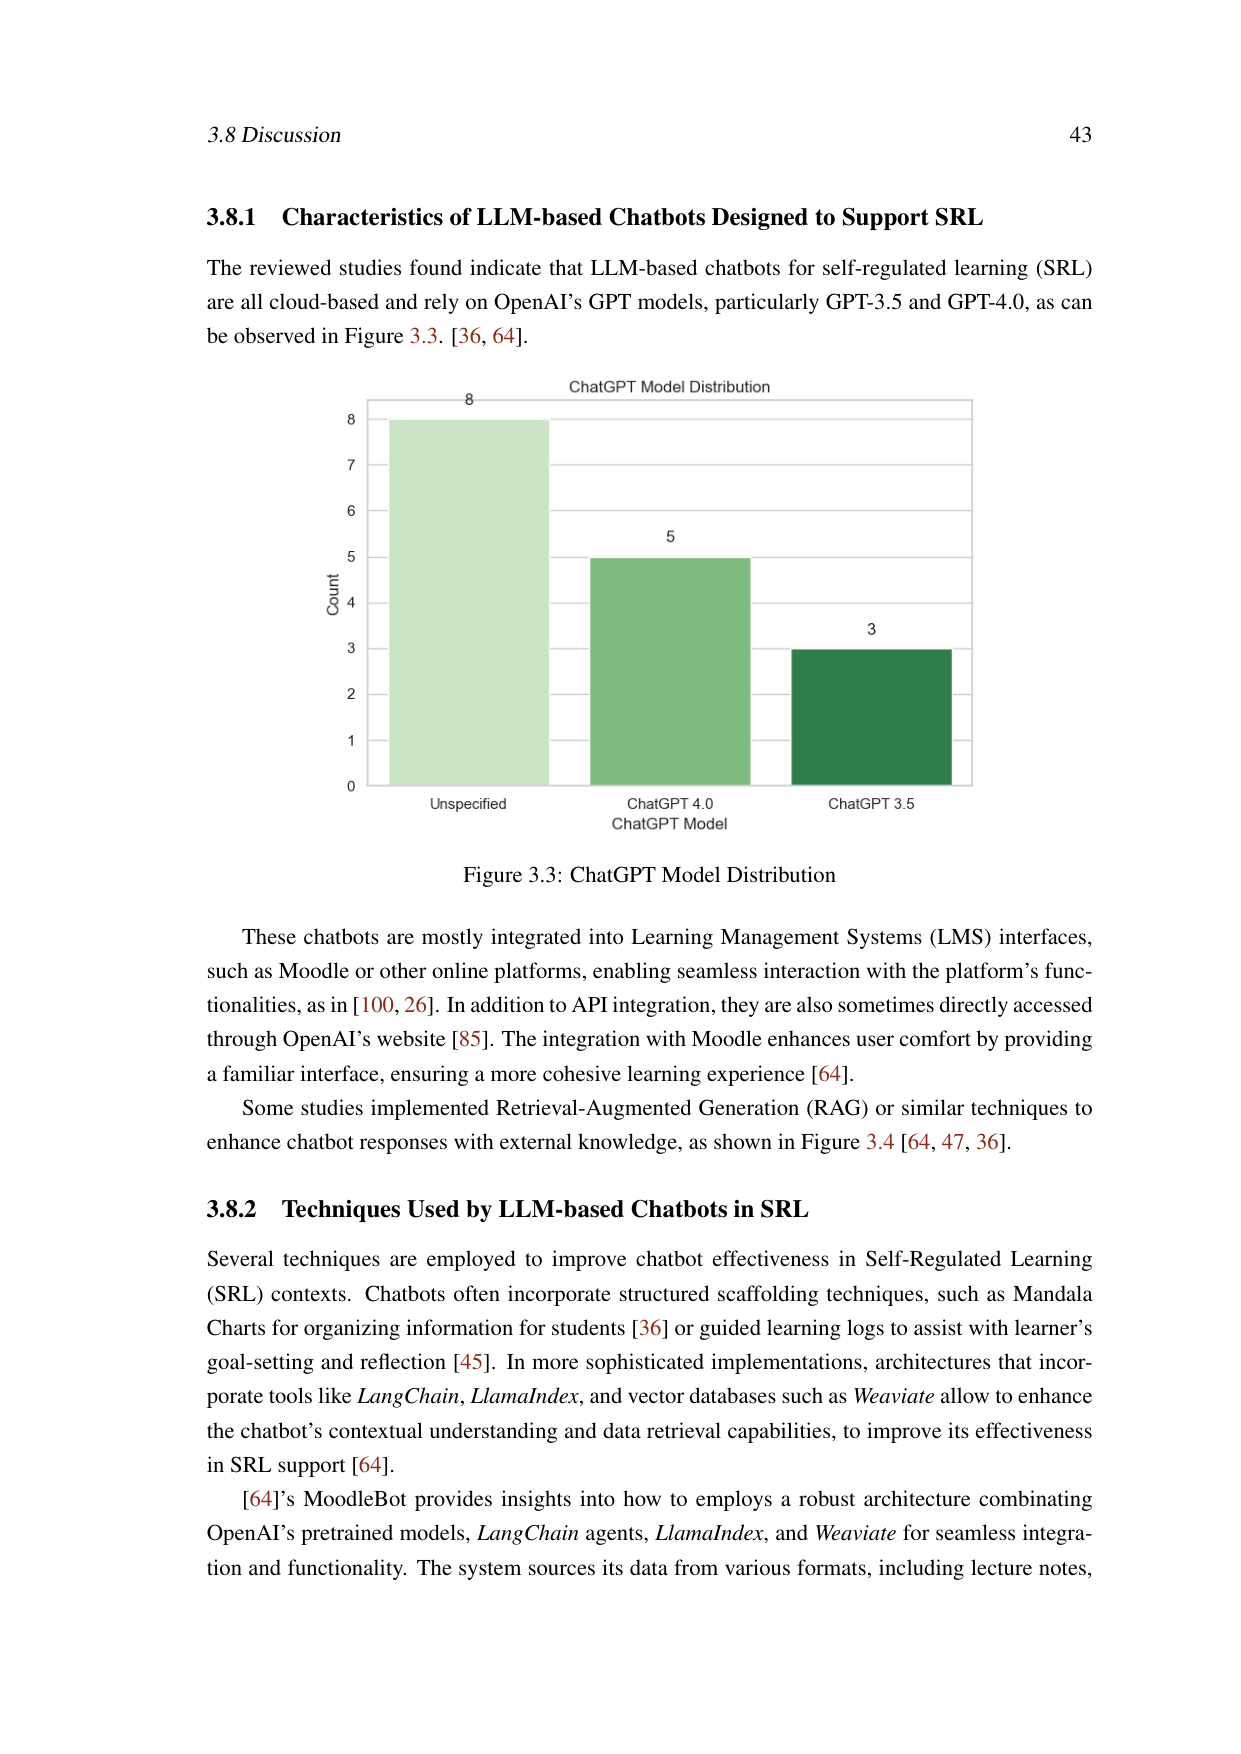 3.8 Discussion 43
3.8.1 Characteristics of LLM-based Chatbots Designed to Support SRL
The reviewed studies found indicate that LLM-based chatbots for self-regulated learning (SRL)
are all cloud-based and rely on OpenAI's GPT models, particularly GPT-3.5 and GPT-4.0, as can
be observed in Figure 3.3. [36, 64].
ChatGPT Model Distribution
8
8
7
6
5
5
Count
4
3
3
2
1
0
Unspecified ChatGPT 4.0 ChatGPT 3.5
ChatGPT Model
Figure 3.3: ChatGPT Model Distribution
These chatbots are mostly integrated into Learning Management Systems (LMS) interfaces,
such as Moodle or other online platforms, enabling seamless interaction with the platform's func-
tionalities, as in [100, 26]. In addition to API integration, they are also sometimes directly accessed
through OpenAI's website [85]. The integration with Moodle enhances user comfort by providing
a familiar interface, ensuring a more cohesive learning experience [64].
Some studies implemented Retrieval-Augmented Generation (RAG) or similar techniques to
enhance chatbot responses with external knowledge, as shown in Figure 3.4 [64, 47, 36].
3.8.2 Techniques Used by LLM-based Chatbots in SRL
Several techniques are employed to improve chatbot effectiveness in Self-Regulated Learning
(SRL) contexts. Chatbots often incorporate structured scaffolding techniques, such as Mandala
Charts for organizing information for students [36] or guided learning logs to assist with learner's
goal-setting and reflection [45]. In more sophisticated implementations, architectures that incor-
porate tools like LangChain, LlamaIndex, and vector databases such as Weaviate allow to enhance
the chatbot's contextual understanding and data retrieval capabilities, to improve its effectiveness
in SRL support [64].
[64]'s MoodleBot provides insights into how to employs a robust architecture combinating
OpenAI's pretrained models, LangChain agents, LlamaIndex, and Weaviate for seamless integra-
tion and functionality. The system sources its data from various formats, including lecture notes,